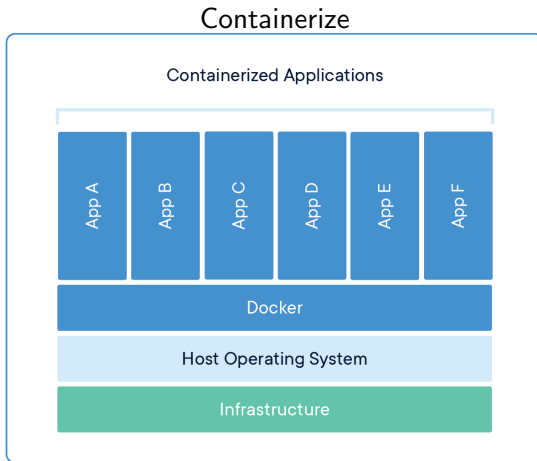 Containerize
Containerized Applications
App A
App B
App C
App D
App E
App F
Docker
Host Operating System
Infrastructure